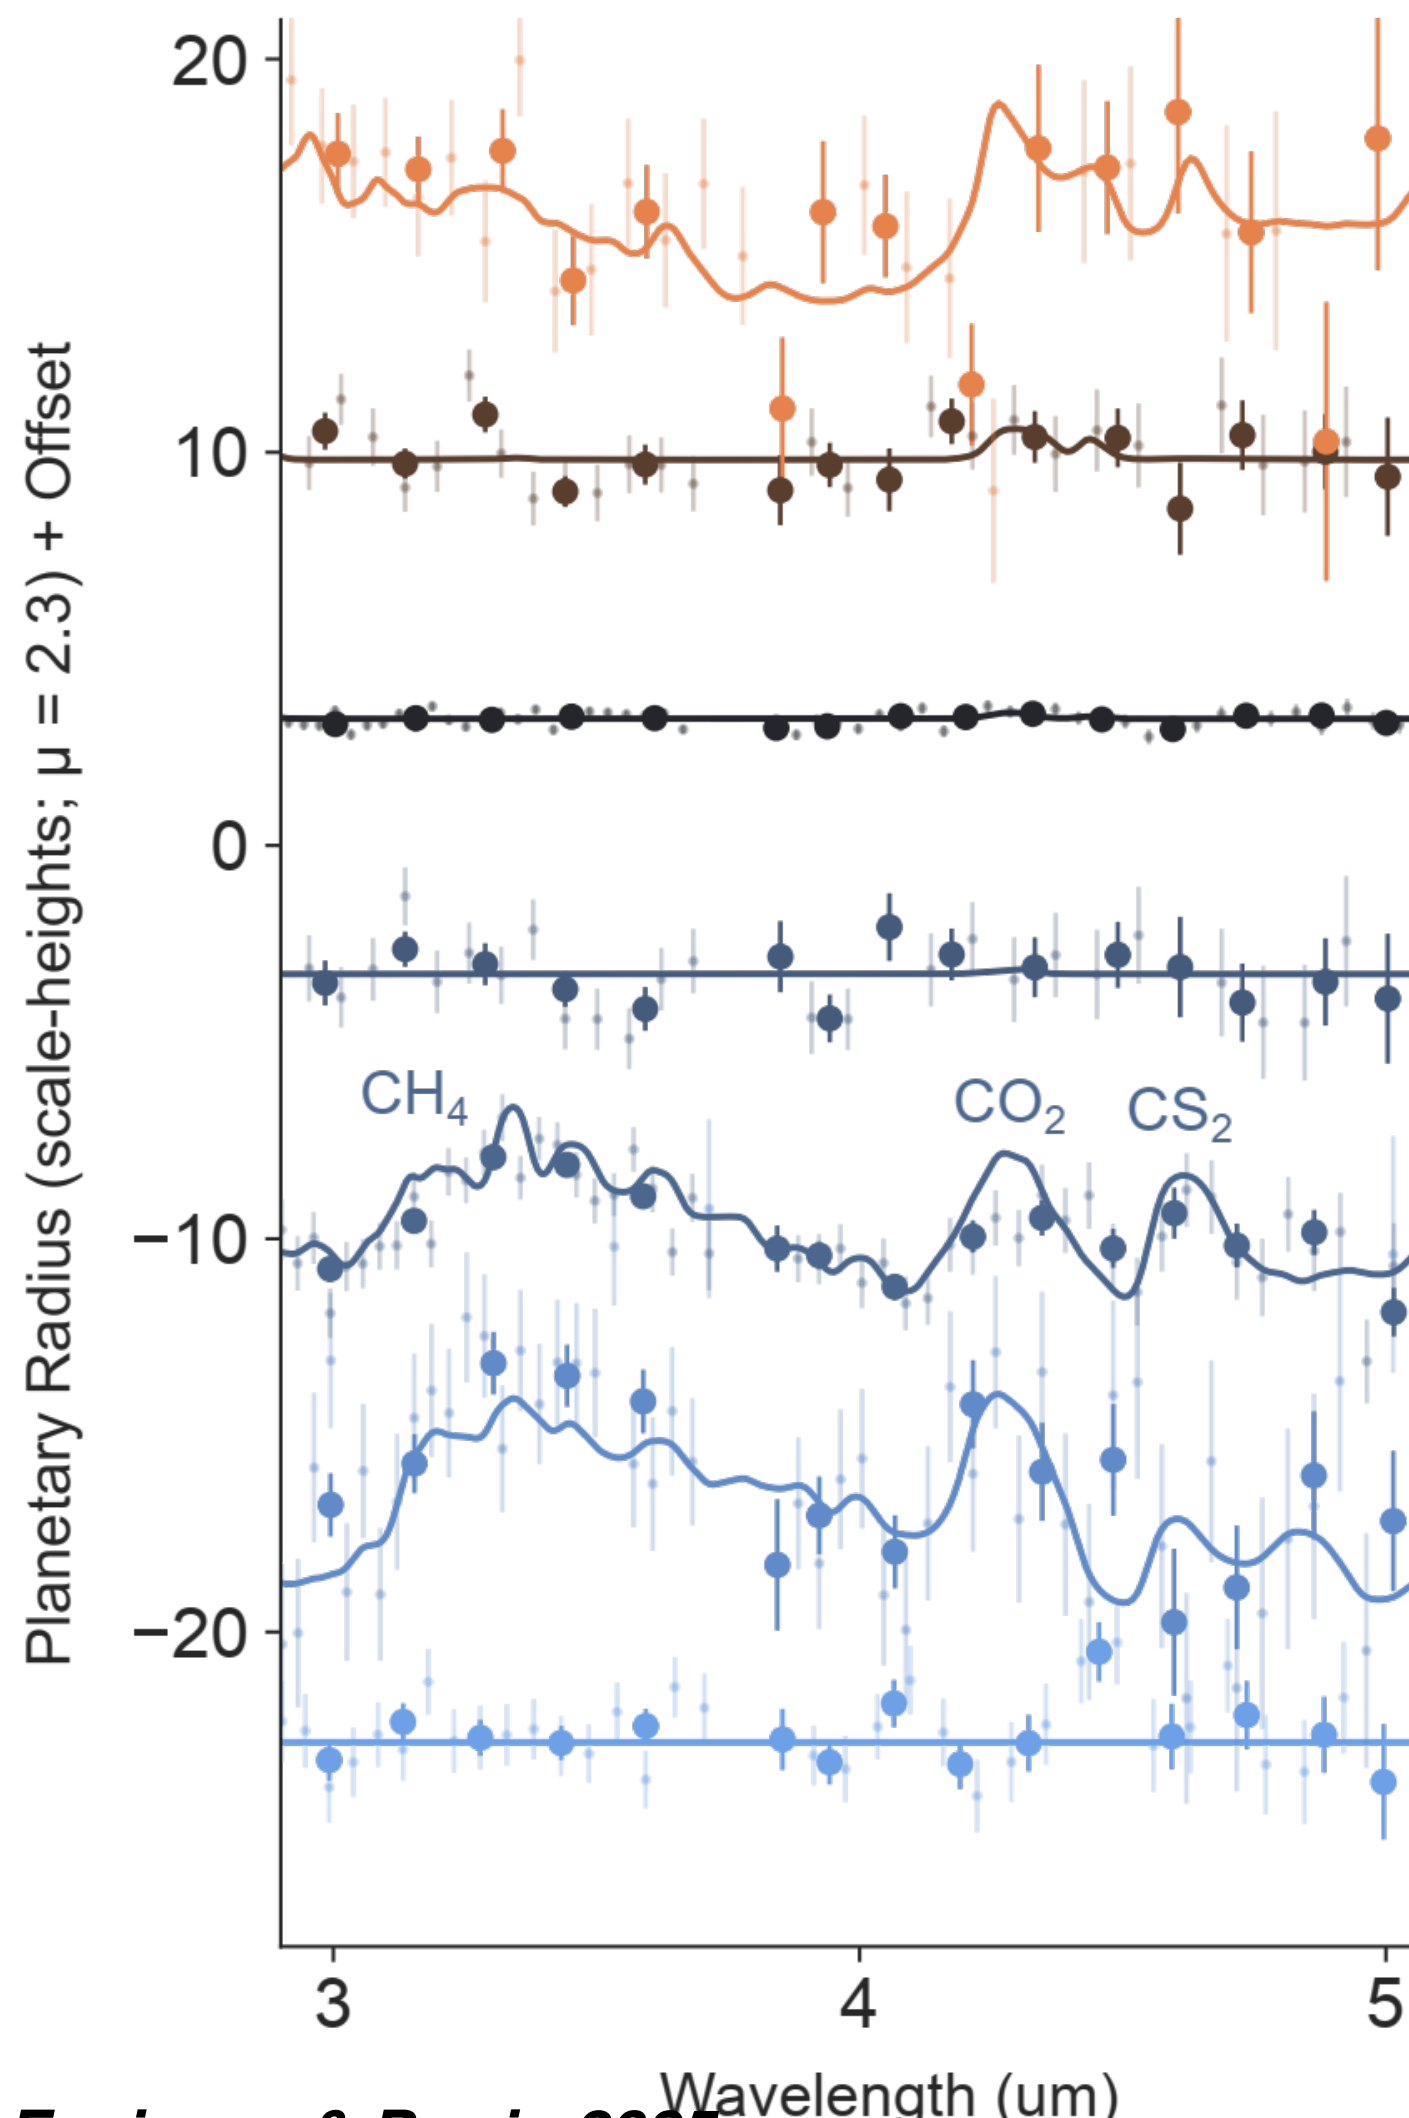 20
10
0
−10
−20
Planetary Radius (scale-heights; μ = 2.3) + Offset
CH₄
CO₂
CS₂
3
4
5
Wavelength (um)
&